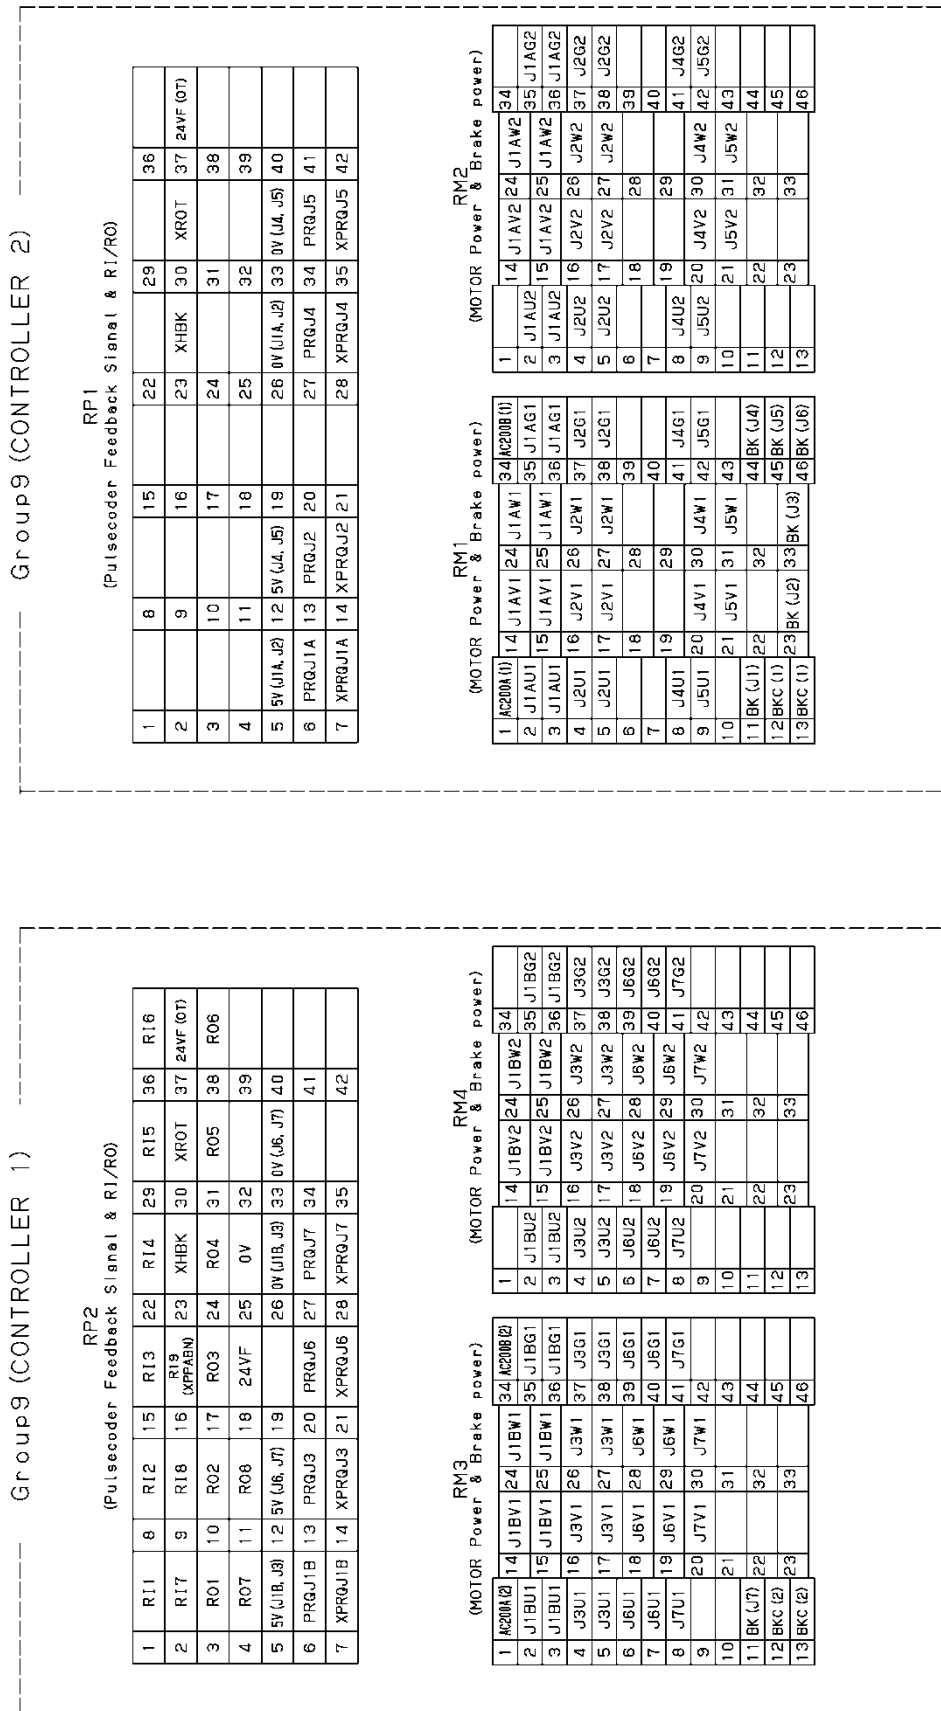 Group9 (CONTROLLER 1)
RP2
(Pulsecoder Feedback Signal & RI/RO)
1 RI1 8 RI2 15 RI3 22 RI4 29 RI5 36 RI6
2 RI7 9 RI8 16 RI9 (XPPABN) 23 XHBK 30 XROT 37 24VF (OT)
3 RO1 10 RO2 17 RO3 24 RO4 31 RO5 38 RO6
4 RO7 11 RO8 18 24VF 25 0V 32 39
5 5V (J1B, J3) 12 5V (J6, J7) 19 26 0V (J1B, J3) 33 0V (J6, J7) 40
6 PRQJ1B 13 PRQJ3 20 PRQJ6 27 PRQJ7 34 41
7 XPRQJ1B 14 XPRQJ3 21 XPRQJ6 28 XPRQJ7 35 42
RM3
(MOTOR Power & Brake power)
1 AC200A(2) 14 J1BV1 24 J1BW1 34 AC200B(2)
2 J1BU1 15 J1BV1 25 J1BW1 35 J1BG1
3 J1BU1 36 J1BG1
4 J3U1 16 J3V1 26 J3W1 37 J3G1
5 J3U1 17 J3V1 27 J3W1 38 J3G1
6 J6U1 18 J6V1 28 J6W1 39 J6G1
7 J6U1 19 J6V1 29 J6W1 40 J6G1
8 J7U1 41 J7G1
9 20 J7V1 30 J7W1 42
10 21 31 43
11 BK (J7) 22 32 44
12 BKC (2) 45
13 BKC (2) 23 33 46
RM4
(MOTOR Power & Brake power)
1 14 J1BV2 24 J1BW2 34
2 J1BU2 15 J1BV2 25 J1BW2 35 J1BG2
3 J1BU2 36 J1BG2
4 J3U2 16 J3V2 26 J3W2 37 J3G2
5 J3U2 17 J3V2 27 J3W2 38 J3G2
6 J6U2 18 J6V2 28 J6W2 39 J6G2
7 J6U2 19 J6V2 29 J6W2 40 J6G2
8 J7U2 41 J7G2
9 20 J7V2 30 J7W2 42
10 21 31 43
11 22 32 44
12 45
13 23 33 46
Group9 (CONTROLLER 2)
RP1
(Pulsecoder Feedback Signal & RI/RO)
1 8 15 22 29 36
2 9 16 23 XHBK 30 XROT 37 24VF (OT)
3 10 17 24 31 38
4 11 18 25 32 39
5 5V (J1A, J2) 12 5V (J4, J5) 19 26 0V (J1A, J2) 33 0V (J4, J5) 40
6 PRQJ1A 13 PRQJ2 20 27 PRQJ4 34 PRQJ5 41
7 XPRQJ1A 14 XPRQJ2 21 28 XPRQJ4 35 XPRQJ5 42
RM1
(MOTOR Power & Brake power)
1 AC200A(1) 14 J1AV1 24 J1AW1 34 AC200B(1)
2 J1AU1 15 J1AV1 25 J1AW1 35 J1AG1
3 J1AU1 36 J1AG1
4 J2U1 16 J2V1 26 J2W1 37 J2G1
5 J2U1 17 J2V1 27 J2W1 38 J2G1
6 18 28 39
7 19 29 40
8 J4U1 41 J4G1
9 J5U1 20 J4V1 30 J4W1 42 J5G1
10 21 J5V1 31 J5W1 43
11 BK (J1) 22 32 44 BK (J4)
12 BKC (1) 45 BK (J5)
13 BKC (1) 23 BK (J2) 33 BK (J3) 46 BK (J6)
RM2
(MOTOR Power & Brake power)
1 14 J1AV2 24 J1AW2 34
2 J1AU2 15 J1AV2 25 J1AW2 35 J1AG2
3 J1AU2 36 J1AG2
4 J2U2 16 J2V2 26 J2W2 37 J2G2
5 J2U2 17 J2V2 27 J2W2 38 J2G2
6 18 28 39
7 19 29 40
8 J4U2 41 J4G2
9 J5U2 20 J4V2 30 J4W2 42 J5G2
10 21 J5V2 31 J5W2 43
11 22 32 44
12 45
13 23 33 46